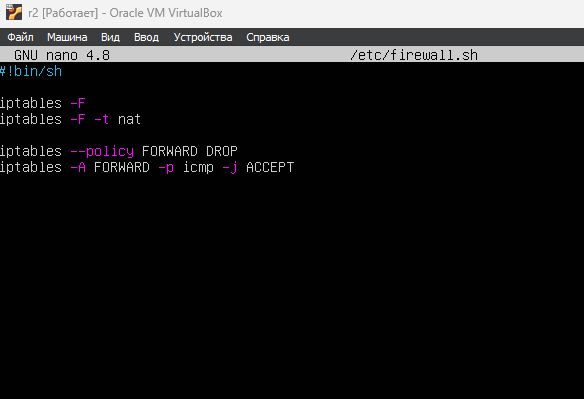 r2 [Работает] - Oracle VM VirtualBox
Файл Машина Вид Ввод Устройства Справка
GNU nano 4.8 /etc/firewall.sh
#!bin/sh
iptables -F
iptables -F -t nat
iptables --policy FORWARD DROP
iptables -A FORWARD -p icmp -j ACCEPT